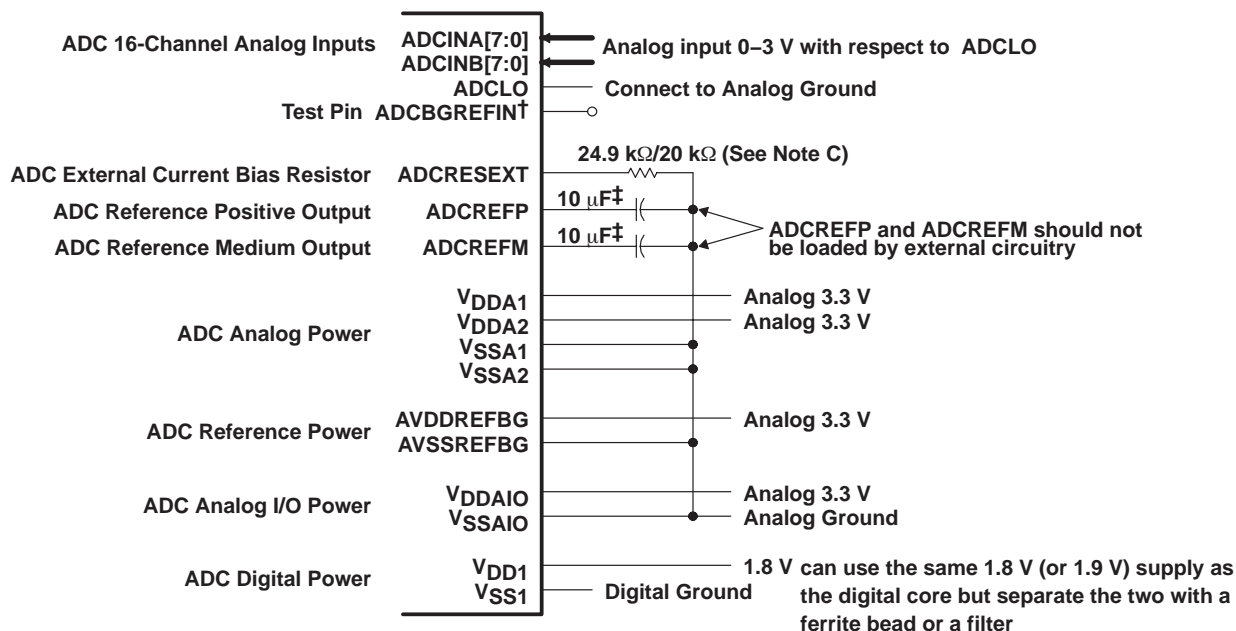 ADC 16-Channel Analog Inputs ADCINA[7:0] Analog input 0–3 V with respect to ADCLO
ADCINB[7:0]
ADCLO Connect to Analog Ground
Test Pin ADCBGREFIN†
24.9 kΩ/20 kΩ (See Note C)
ADC External Current Bias Resistor ADCRESEXT
10 μF‡
ADC Reference Positive Output ADCREFP
10 μF‡
ADC Reference Medium Output ADCREFM
ADCREFP and ADCREFM should not
be loaded by external circuitry
VDDA1 Analog 3.3 V
VDDA2 Analog 3.3 V
ADC Analog Power
VSSA1
VSSA2
AVDDREFBG Analog 3.3 V
ADC Reference Power
AVSSREFBG
VDDAIO Analog 3.3 V
ADC Analog I/O Power
VSSAIO Analog Ground
VDD1 1.8 V can use the same 1.8 V (or 1.9 V) supply as
ADC Digital Power
VSS1 Digital Ground the digital core but separate the two with a
ferrite bead or a filter